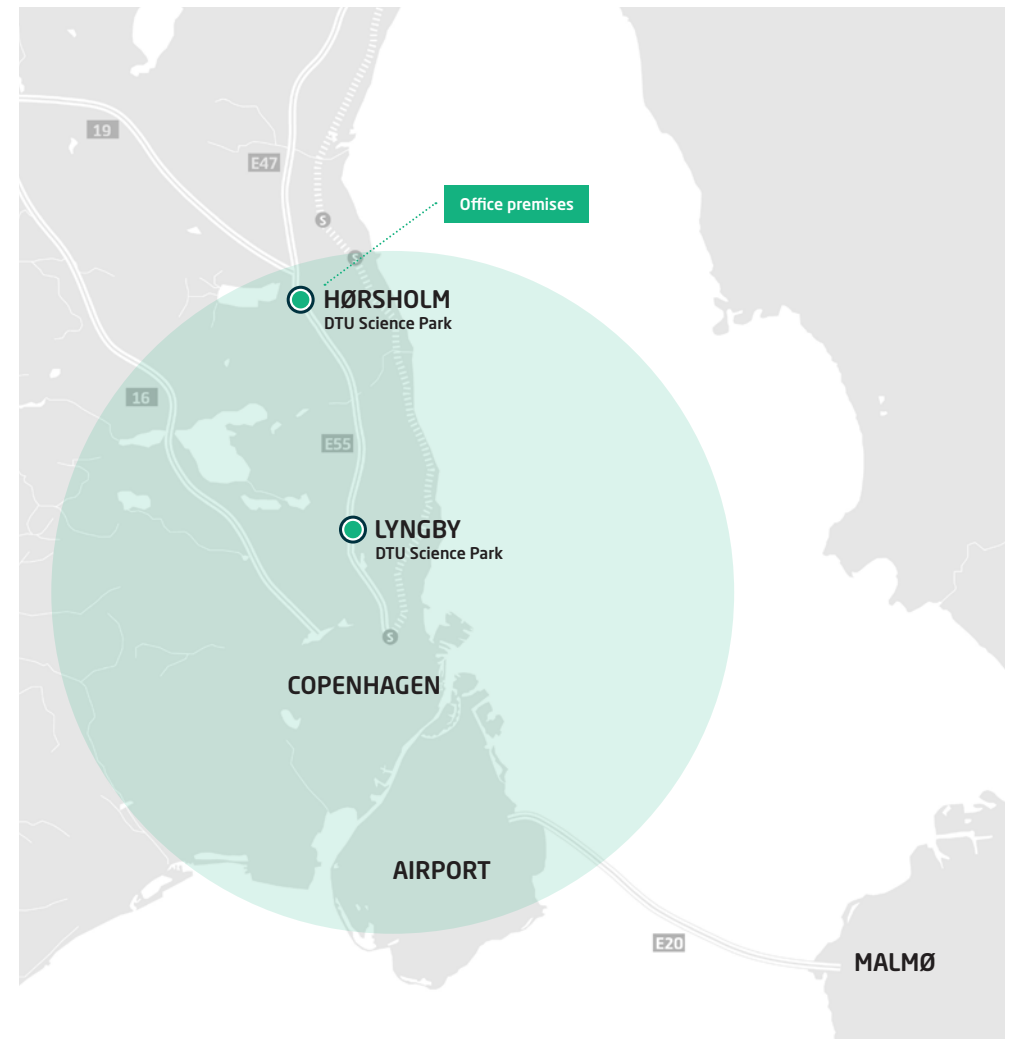 19
E47
S
Office premises
S
HØRSHOLM
DTU Science Park
16
E55
LYNGBY
DTU Science Park
S
COPENHAGEN
AIRPORT
E20
MALMØ